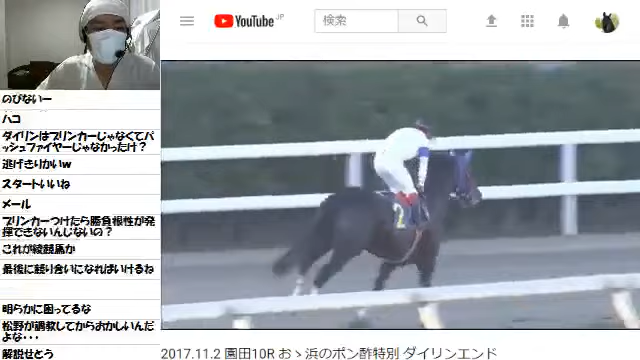 YouTube JP
検索
のびないー
ハコ
ダイリンはブリンカーじゃなくてパ
シュファイヤーじゃなかったけ？
逃げきりかいｗ
スタートいいね
メール
ブリンカーつけたら勝負根性が発
揮できないんじないの？
これが綾競馬か
最後に競り合いになればいけるね
明らかに困ってるな
松野が調教してからおかしいんだ
よな・・・
解説せとう
2
2017.11.2 園田10R おゝ浜のポン酢特別 ダイリンエンド